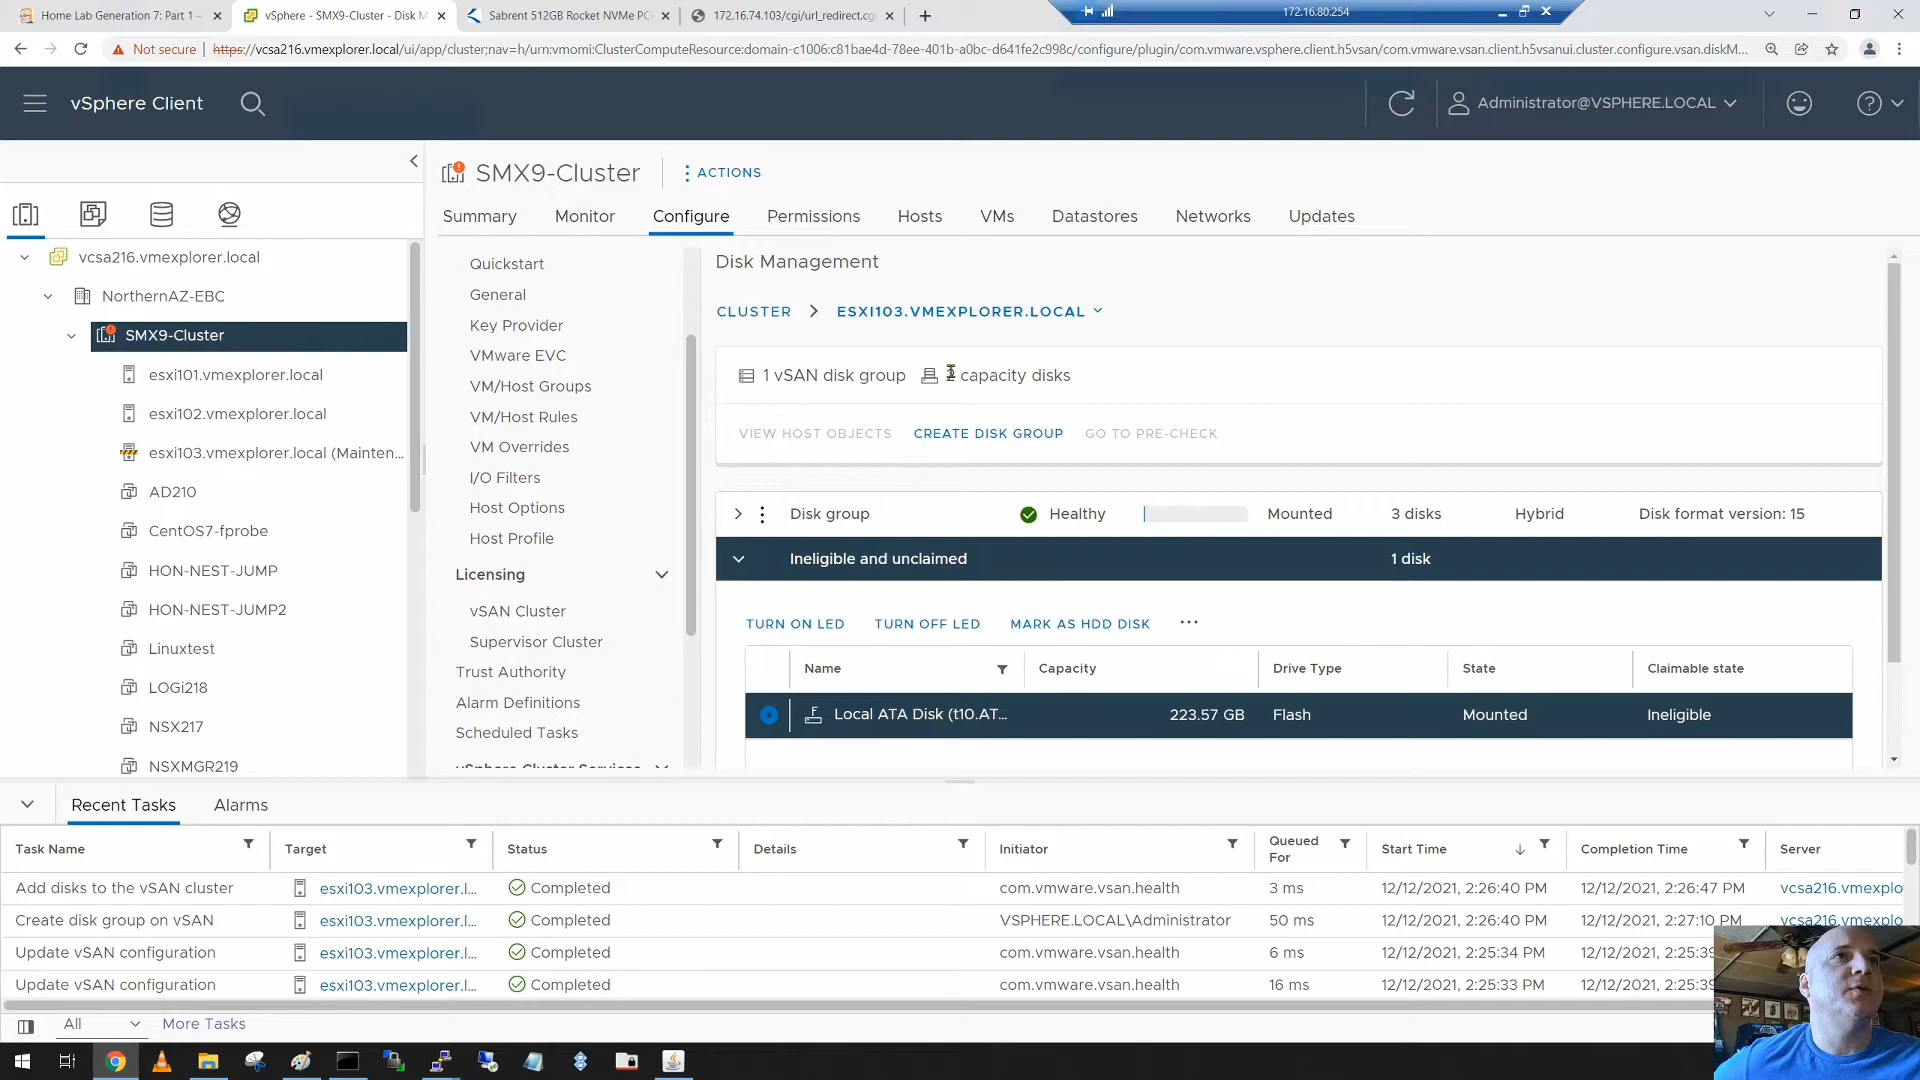 Home Lab Generation 7: Part 1 –
vSphere - SMX9-Cluster - Disk M
Sabrent 512GB Rocket NVMe PC
172.16.74.103/cgi/url_redirect.cg
172.16.80.254
Not secure
https://vcsa216.vmexplorer.local/ui/app/cluster;nav=h/urn:vmomi:ClusterComputeResource:domain-c1006:c81bae4d-78ee-401b-a0bc-d641fe2c998c/configure/plugin/com.vmware.vsphere.client.h5vsan/com.vmware.vsan.client.h5vsanui.cluster.configure.vsan.diskM...
vSphere Client
Administrator@VSPHERE.LOCAL
SMX9-Cluster
ACTIONS
Summary
Monitor
Configure
Permissions
Hosts
VMs
Datastores
Networks
Updates
vcsa216.vmexplorer.local
NorthernAZ-EBC
SMX9-Cluster
esxi101.vmexplorer.local
esxi102.vmexplorer.local
esxi103.vmexplorer.local (Mainten...
AD210
CentOS7-fprobe
HON-NEST-JUMP
HON-NEST-JUMP2
Linuxtest
LOGi218
NSX217
NSXMGR219
Quickstart
General
Key Provider
VMware EVC
VM/Host Groups
VM/Host Rules
VM Overrides
I/O Filters
Host Options
Host Profile
Licensing
vSAN Cluster
Supervisor Cluster
Trust Authority
Alarm Definitions
Scheduled Tasks
vSphere Cluster Services
Disk Management
CLUSTER > ESXI103.VMEXPLORER.LOCAL
1 vSAN disk group
capacity disks
VIEW HOST OBJECTS
CREATE DISK GROUP
GO TO PRE-CHECK
Disk group Healthy Mounted 3 disks Hybrid Disk format version: 15
Ineligible and unclaimed 1 disk
TURN ON LED
TURN OFF LED
MARK AS HDD DISK
...
Name Capacity Drive Type State Claimable state
Local ATA Disk (t10.AT... 223.57 GB Flash Mounted Ineligible
Recent Tasks
Alarms
Task Name Target Status Details Initiator Queued For Start Time Completion Time Server
Add disks to the vSAN cluster esxi103.vmexplorer.l... Completed com.vmware.vsan.health 3 ms 12/12/2021, 2:26:40 PM 12/12/2021, 2:26:47 PM vcsa216.vmexplo
Create disk group on vSAN esxi103.vmexplorer.l... Completed VSPHERE.LOCAL\Administrator 50 ms 12/12/2021, 2:26:40 PM 12/12/2021, 2:27:10 PM vcsa216.vmexplo
Update vSAN configuration esxi103.vmexplorer.l... Completed com.vmware.vsan.health 6 ms 12/12/2021, 2:25:34 PM 12/12/2021, 2:25:39
Update vSAN configuration esxi103.vmexplorer.l... Completed com.vmware.vsan.health 16 ms 12/12/2021, 2:25:33 PM 12/12/2021, 2:25:39
All
More Tasks